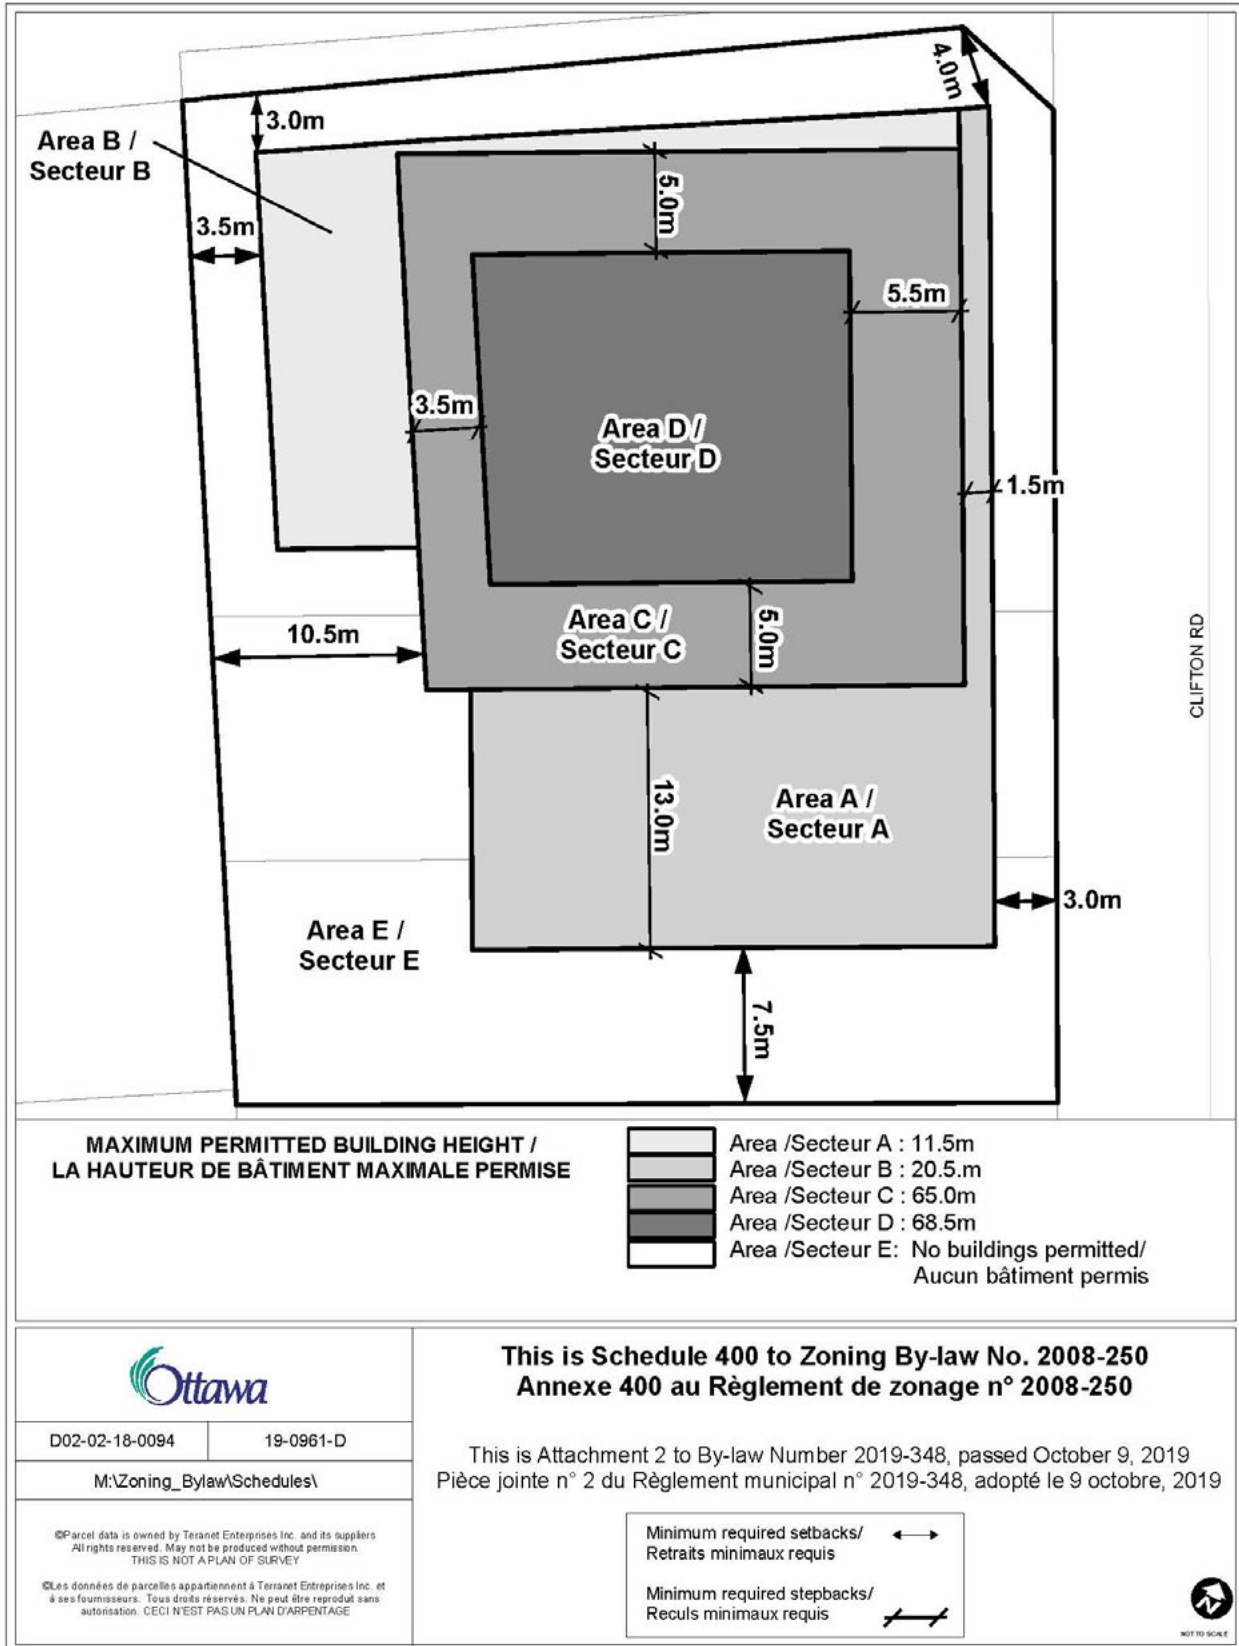 4.0m
3.0m
Area B /
Secteur B
5.0m
3.5m
5.5m
3.5m
Area D /
Secteur D
1.5m
Area C /
Secteur C
5.0m
10.5m
CLIFTON RD
13.0m
Area A /
Secteur A
3.0m
Area E /
Secteur E
7.5m
MAXIMUM PERMITTED BUILDING HEIGHT /
LA HAUTEUR DE BÂTIMENT MAXIMALE PERMISE
Area /Secteur A : 11.5m
Area /Secteur B : 20.5.m
Area /Secteur C : 65.0m
Area /Secteur D : 68.5m
Area /Secteur E: No buildings permitted/
Aucun bâtiment permis
Ottawa
D02-02-18-0094
19-0961-D
M:\Zoning_Bylaw\Schedules\
©Parcel data is owned by Teranet Enterprises Inc. and its suppliers
All rights reserved. May not be produced without permission.
THIS IS NOT A PLAN OF SURVEY
©Les données de parcelles appartiennent à Terranet Entreprises Inc. et
à ses fournisseurs. Tous droits réservés. Ne peut être reproduit sans
autorisation. CECI N'EST PAS UN PLAN D'ARPENTAGE
This is Schedule 400 to Zoning By-law No. 2008-250
Annexe 400 au Règlement de zonage n° 2008-250
This is Attachment 2 to By-law Number 2019-348, passed October 9, 2019
Pièce jointe n° 2 du Règlement municipal n° 2019-348, adopté le 9 octobre, 2019
Minimum required setbacks/
Retraits minimaux requis
Minimum required stepbacks/
Reculs minimaux requis
N
NOT TO SCALE